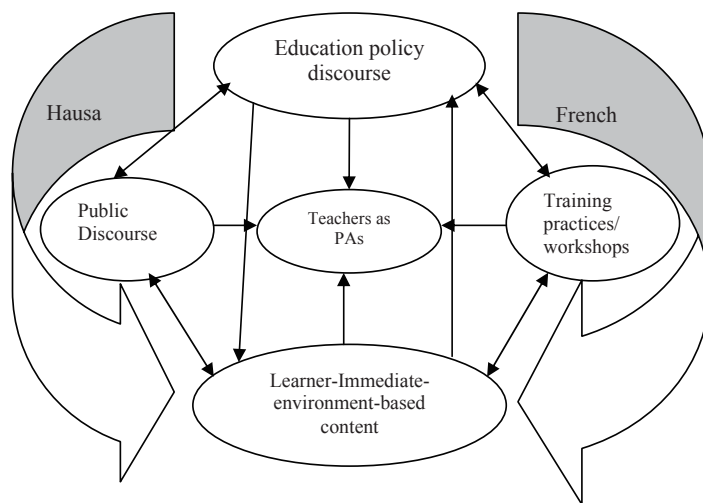 Education policy
discourse
Hausa
French
Public
Discourse
Teachers as
PAs
Training
practices/
workshops
Learner-Immediate-
environment-based
content